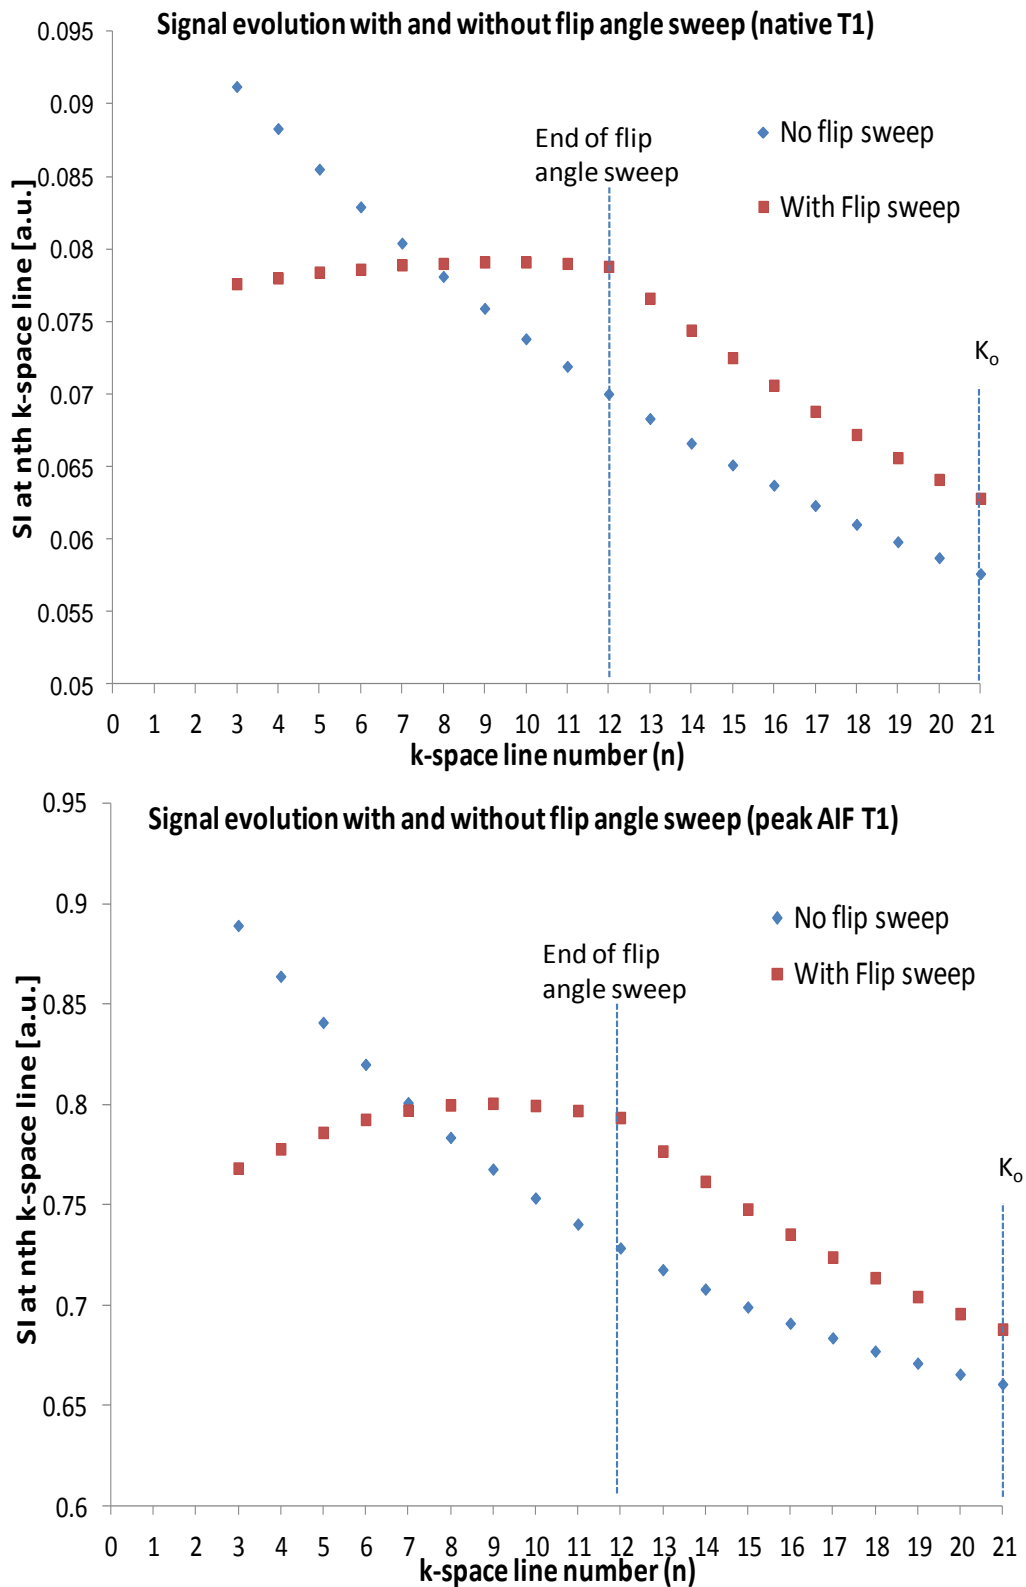 Signal evolution with and without flip angle sweep (native T1)
0.095
0.09
0.085
0.08
0.075
0.07
0.065
0.06
0.055
0.05
SI at nth k-space line [a.u.]
End of flip
angle sweep
No flip sweep
With Flip sweep
Ko
0 1 2 3 4 5 6 7 8 9 10 11 12 13 14 15 16 17 18 19 20 21
k-space line number (n)
Signal evolution with and without flip angle sweep (peak AIF T1)
0.95
0.9
0.85
0.8
0.75
0.7
0.65
0.6
SI at nth k-space line [a.u.]
End of flip
angle sweep
No flip sweep
With Flip sweep
Ko
0 1 2 3 4 5 6 7 8 9 10 11 12 13 14 15 16 17 18 19 20 21
k-space line number (n)